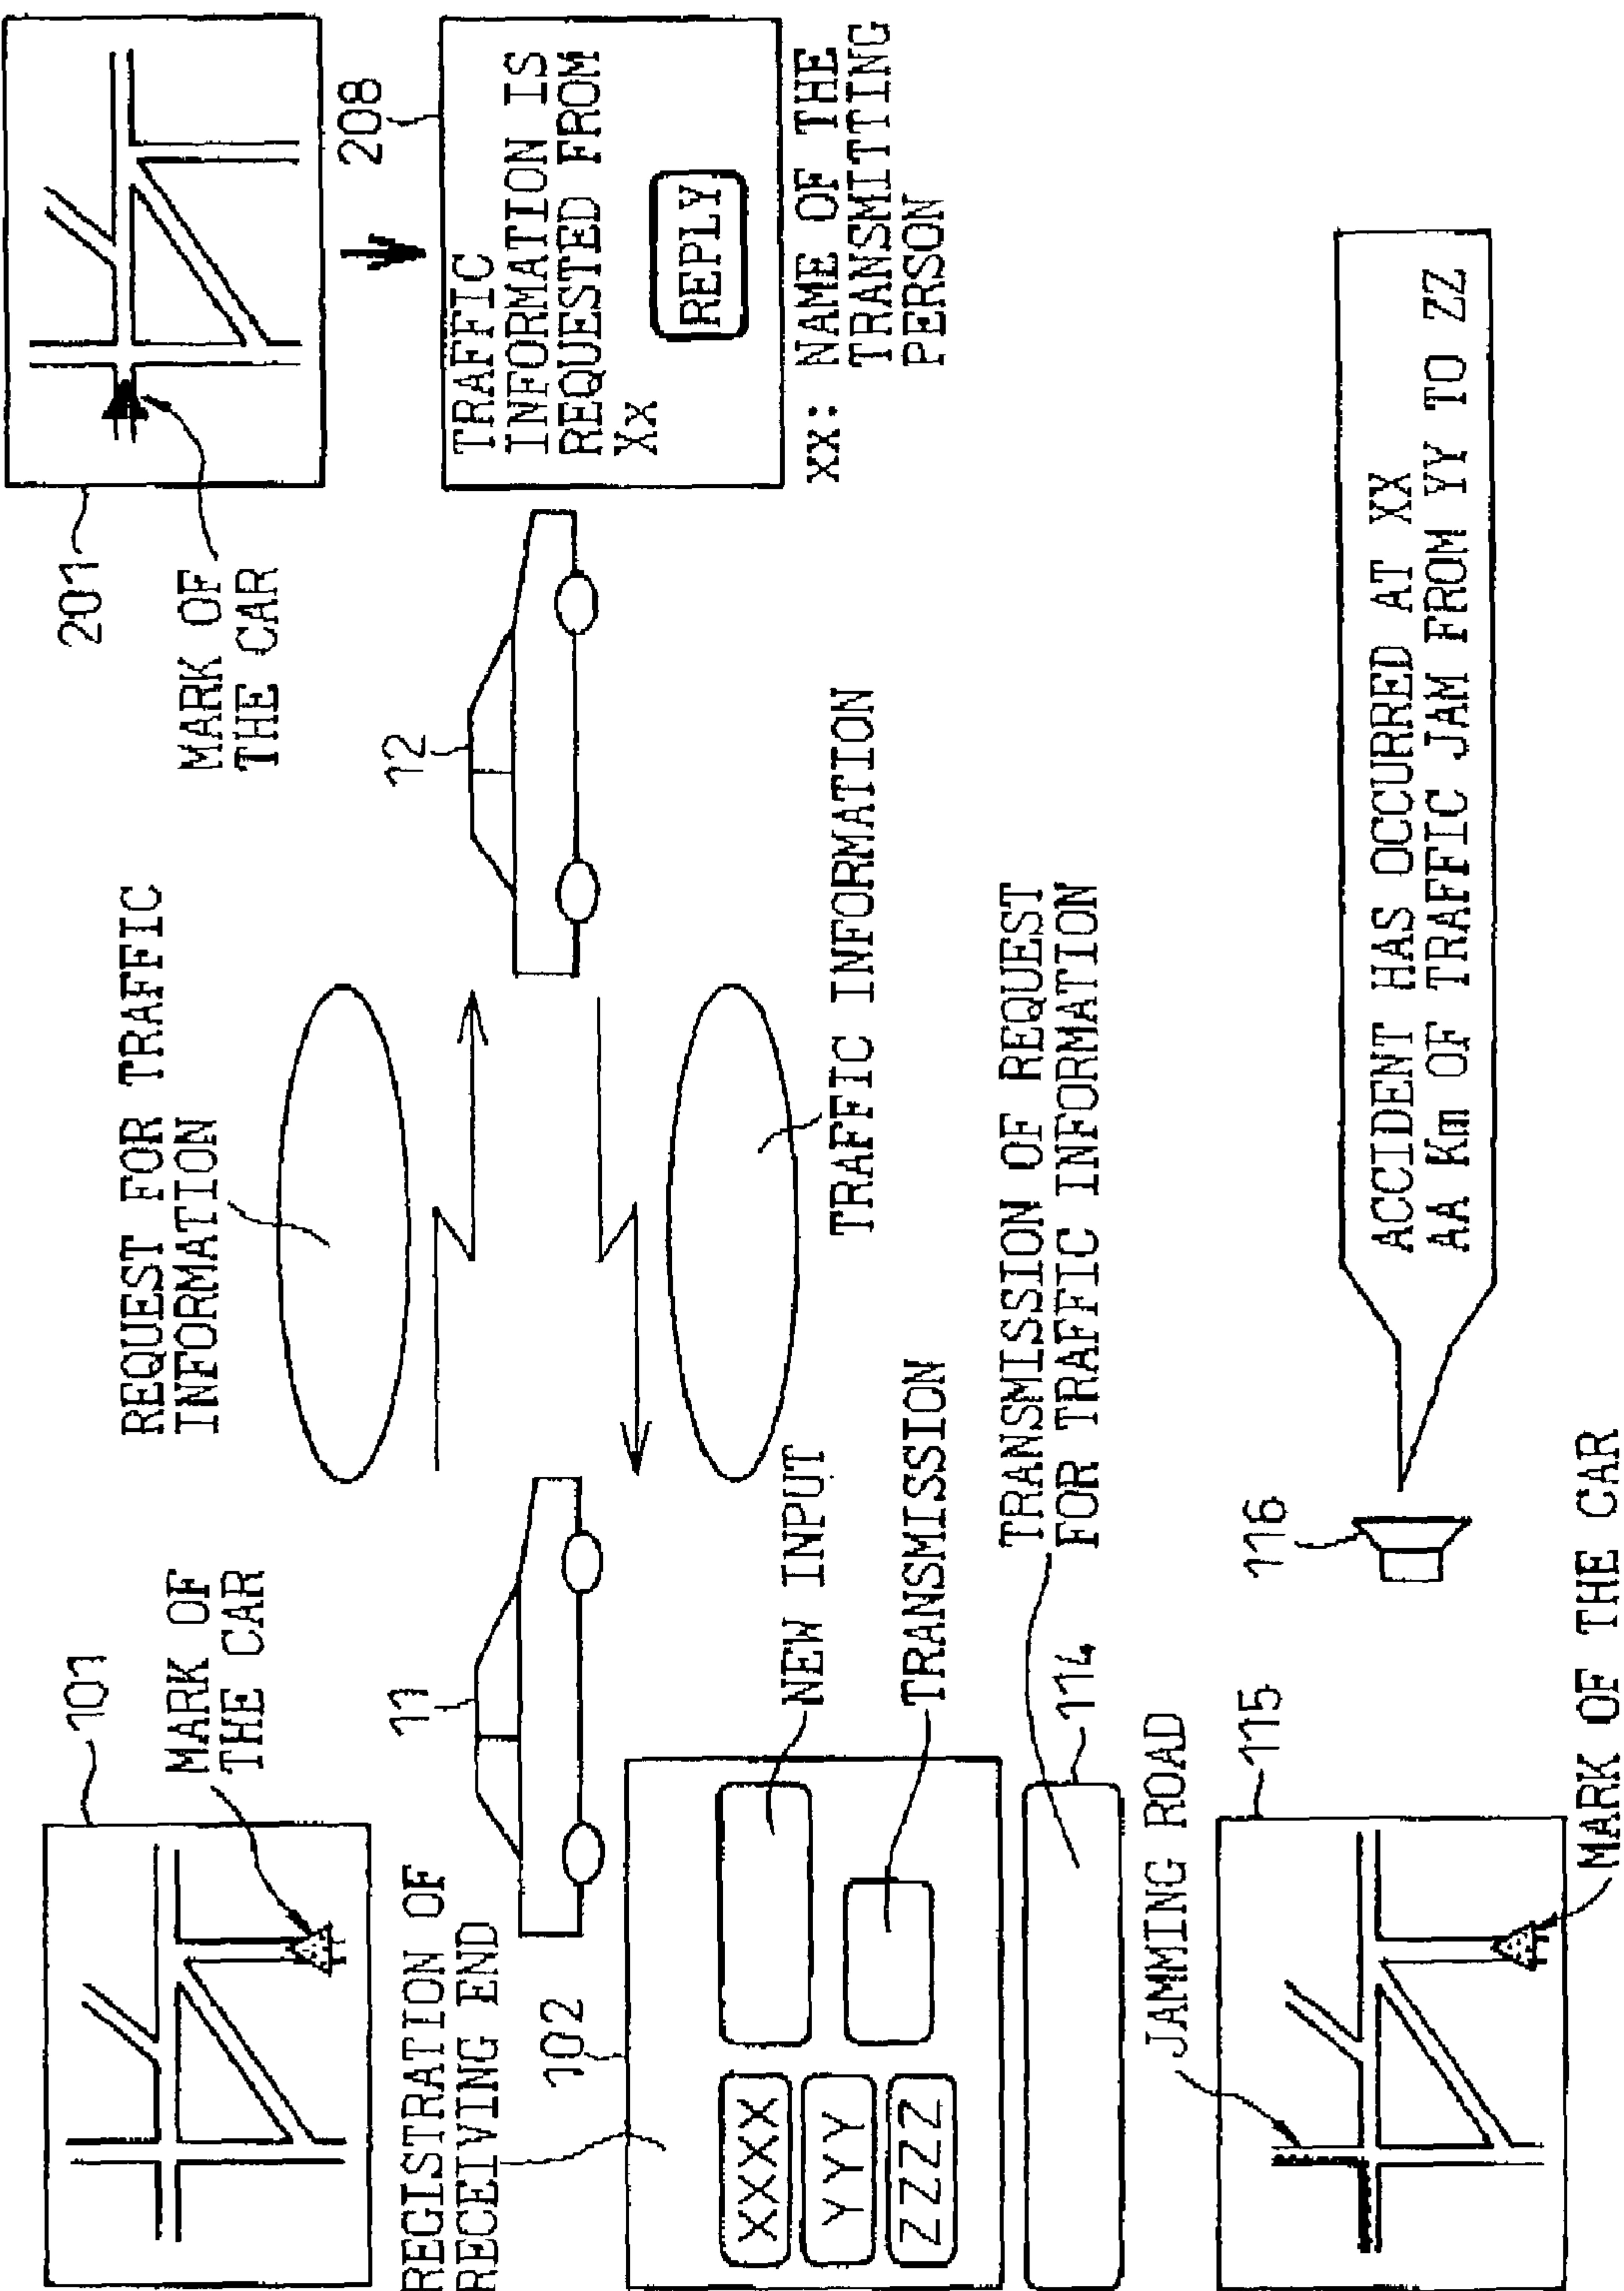 101
MARK OF
THE CAR
REQUEST FOR TRAFFIC
INFORMATION
201
MARK OF
THE CAR
11
12
208
TRAFFIC
INFORMATION IS
REQUESTED FROM
Xx
REPLY
xx: NAME OF THE
TRANSMITTING
PERSON
REGISTRATION OF
RECEIVING END
102
XXXX
YYY
ZZZZ
NEW INPUT
TRANSMISSION
TRAFFIC INFORMATION
TRANSMISSION OF REQUEST
FOR TRAFFIC INFORMATION
114
JAMMING ROAD
115
116
ACCIDENT HAS OCCURRED AT XX
AA Km OF TRAFFIC JAM FROM YY TO ZZ
MARK OF THE CAR